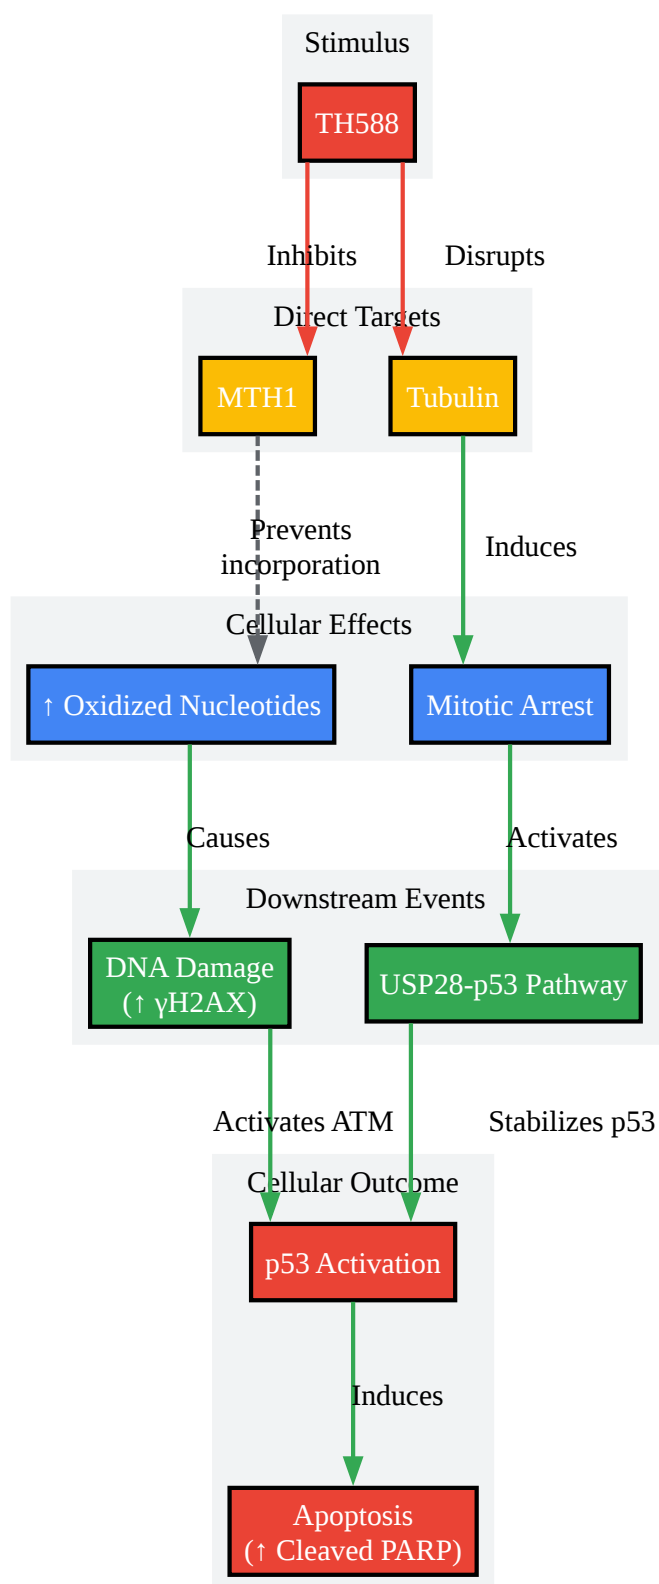 Stimulus
TH588
Inhibits
Disrupts
Direct Targets
MTH1
Tubulin
Prevents
incorporation
Induces
Cellular Effects
↑ Oxidized Nucleotides
Mitotic Arrest
Causes
Activates
Downstream Events
DNA Damage
(↑ γH2AX)
USP28-p53 Pathway
Activates ATM
Stabilizes p53
Cellular Outcome
p53 Activation
Induces
Apoptosis
(↑ Cleaved PARP)